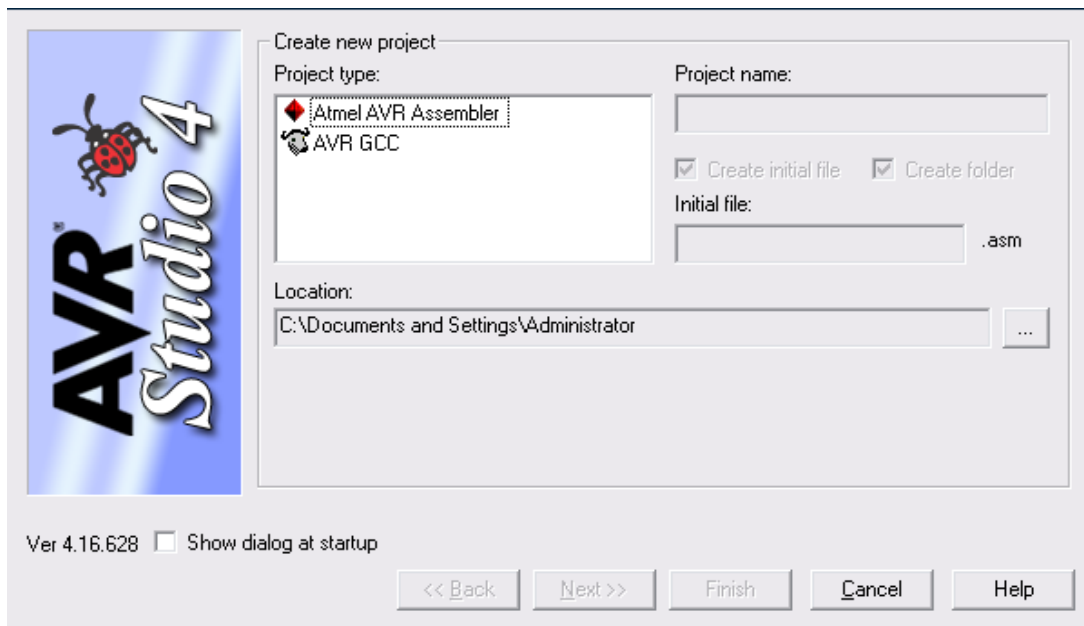 AVR®
Studio 4
Create new project
Project type:
Atmel AVR Assembler
AVR GCC
Project name:
Create initial file
Create folder
Initial file:
.asm
Location:
C:\Documents and Settings\Administrator
...
Ver 4.16.628
Show dialog at startup
<< Back
Next >>
Finish
Cancel
Help